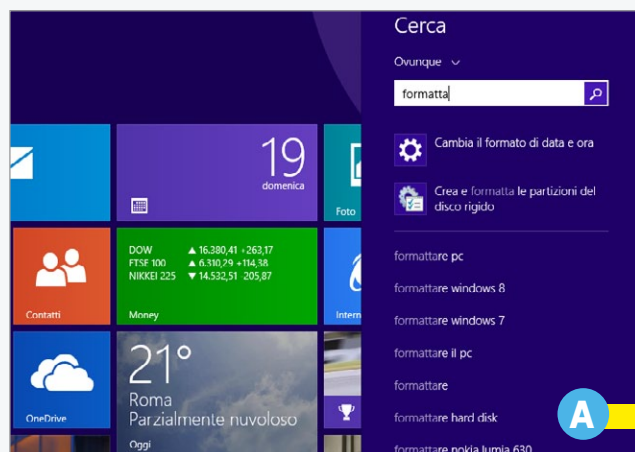 Cerca
Ovunque
formatta
Cambia il formato di data e ora
Crea e formatta le partizioni del
disco rigido
formattare pc
formattare windows 8
formattare windows 7
formattare il pc
formattare
formattare hard disk
formattare nokia lumia 630
19
domenica
Foto
Contatti
DOW ▲ 16.380,41 +263,17
FTSE 100 ▲ 6.310,29 +114,38
NIKKEI 225 ▼ 14.532,51 -205,87
Money
Intern
OneDrive
21°
Roma
Parzialmente nuvoloso
Oggi
A